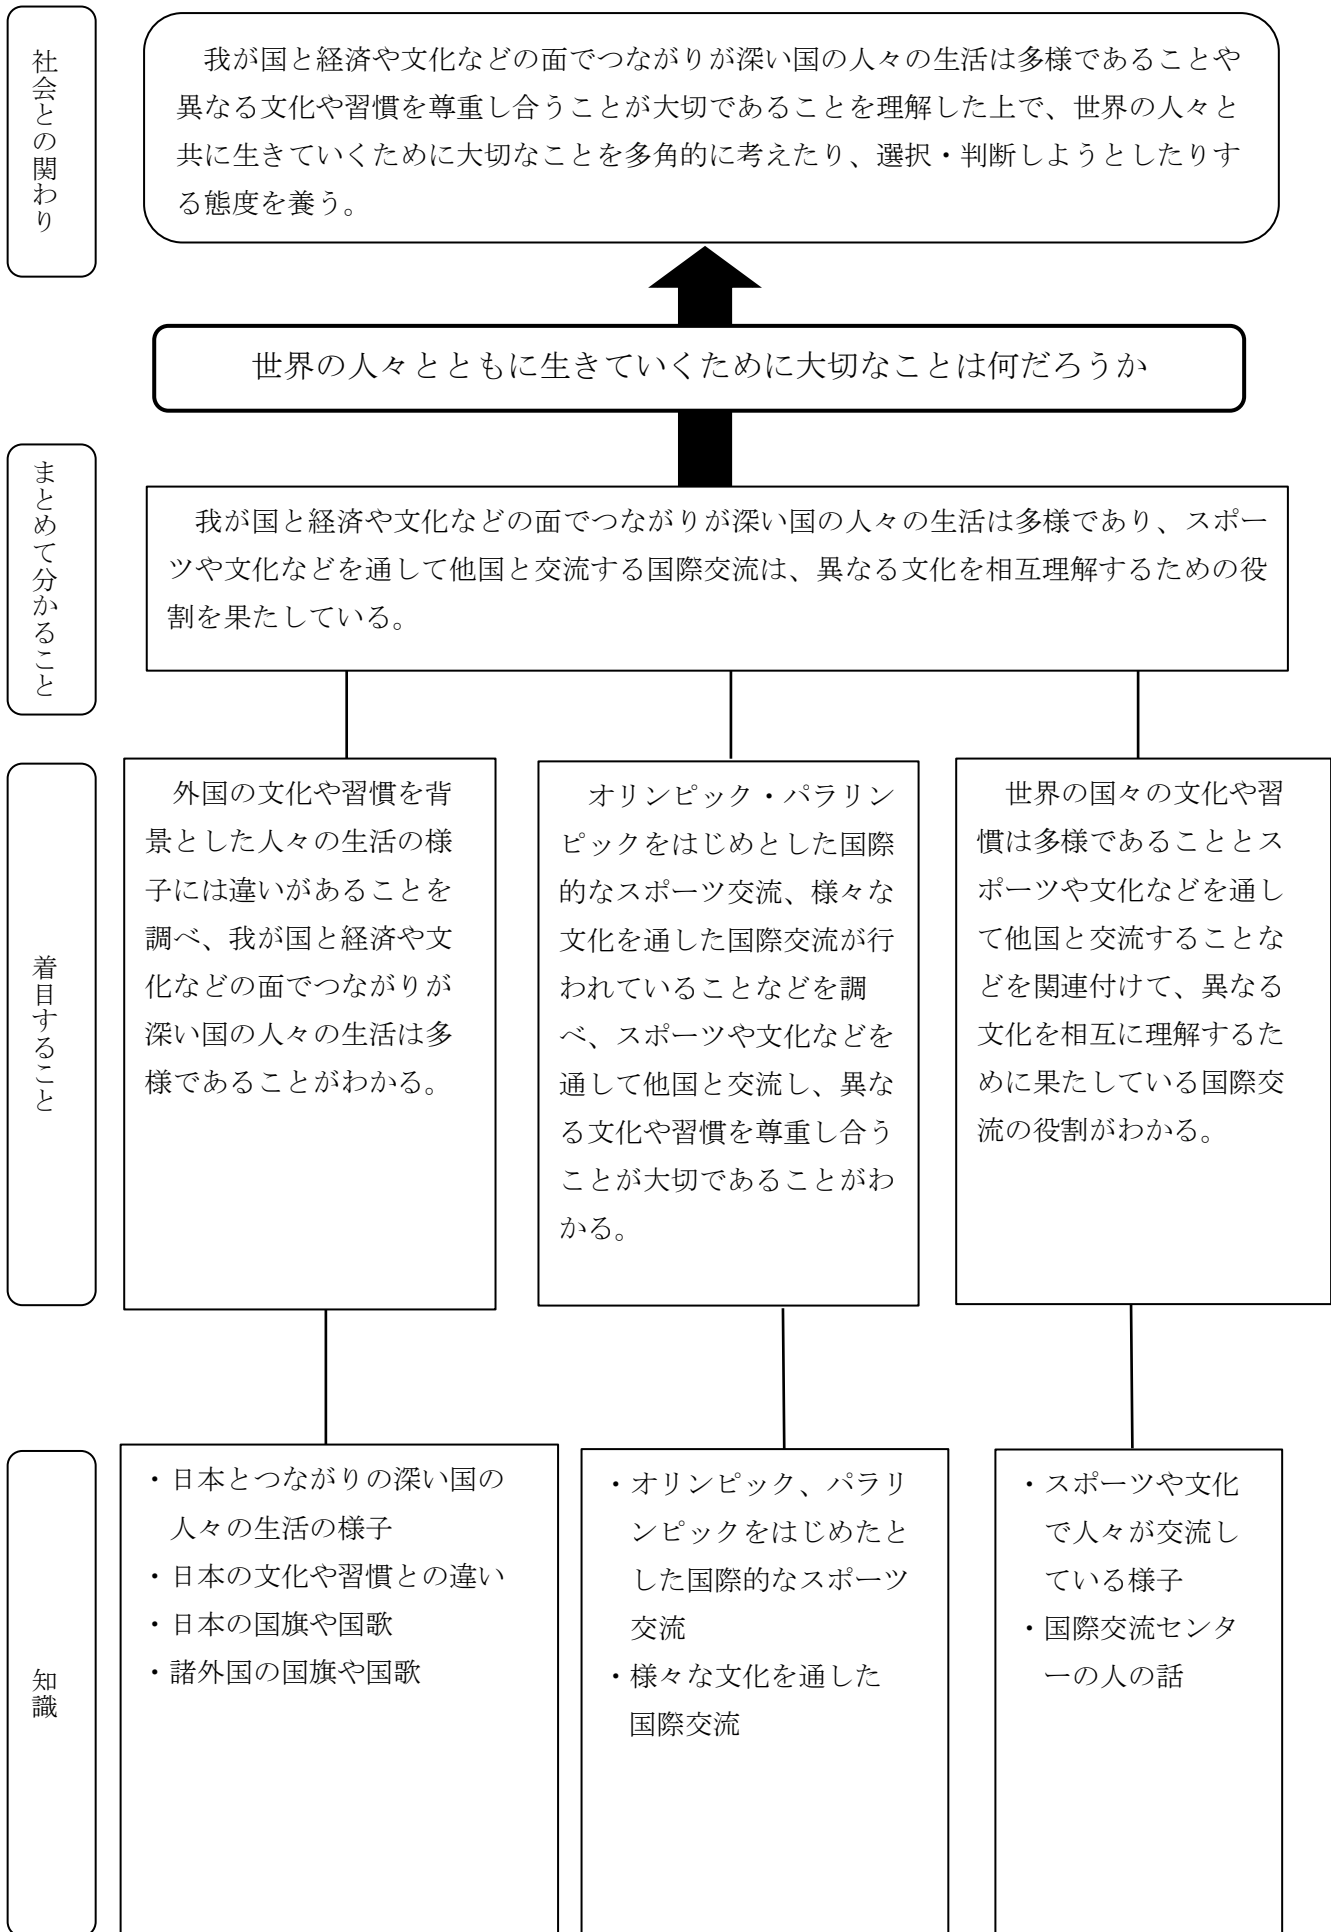 社会との関わり
我が国と経済や文化などの面でつながりが深い国の人々の生活は多様であることや
異なる文化や習慣を尊重し合うことが大切であることを理解した上で、世界の人々と
共に生きていくために大切なことを多角的に考えたり、選択・判断しようとしたりす
る態度を養う。
世界の人々とともに生きていくために大切なことは何だろうか
まとめて分かること
我が国と経済や文化などの面でつながりが深い国の人々の生活は多様であり、スポー
ツや文化などを通して他国と交流する国際交流は、異なる文化を相互理解するための役
割を果たしている。
着目すること
外国の文化や習慣を背
景とした人々の生活の様
子には違いがあることを
調べ、我が国と経済や文
化などの面でつながりが
深い国の人々の生活は多
様であることがわかる。
オリンピック・パラリン
ピックをはじめとした国際
的なスポーツ交流、様々な
文化を通した国際交流が行
われていることなどを調
べ、スポーツや文化などを
通して他国と交流し、異な
る文化や習慣を尊重し合う
ことが大切であることがわ
かる。
世界の国々の文化や習
慣は多様であることとス
ポーツや文化などを通し
て他国と交流することな
どを関連付けて、異なる
文化を相互に理解するた
めに果たしている国際交
流の役割がわかる。
知識
・日本とつながりの深い国の
人々の生活の様子
・日本の文化や習慣との違い
・日本の国旗や国歌
・諸外国の国旗や国歌
・オリンピック、パラリ
ンピックをはじめたと
した国際的なスポーツ
交流
・様々な文化を通した
国際交流
・スポーツや文化
で人々が交流し
ている様子
・国際交流センタ
ーの人の話